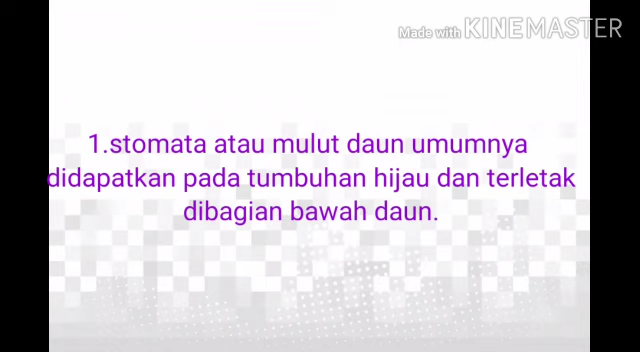 Made with KINEMASTER
1.stomata atau mulut daun umumnya
didapatkan pada tumbuhan hijau dan terletak
dibagian bawah daun.